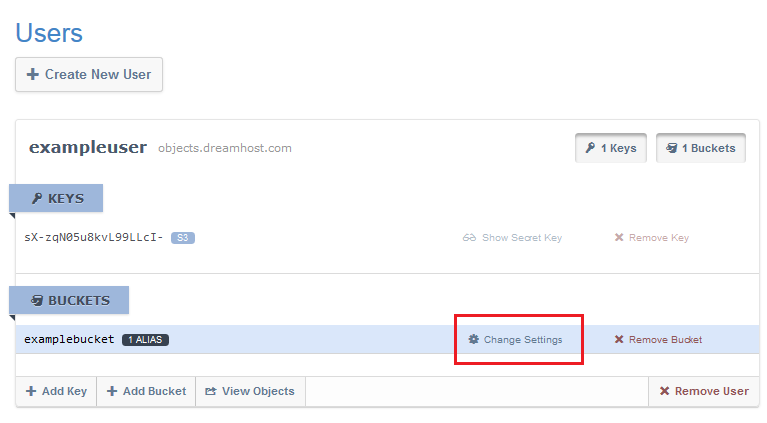 Users
Create New User
exampleuser objects.dreamhost.com 1 Keys 1 Buckets
KEYS
sX-zqN05u8kvL99LLcI- S3 Show Secret Key Remove Key
BUCKETS
examplebucket 1 ALIAS Change Settings Remove Bucket
Add Key Add Bucket View Objects Remove User